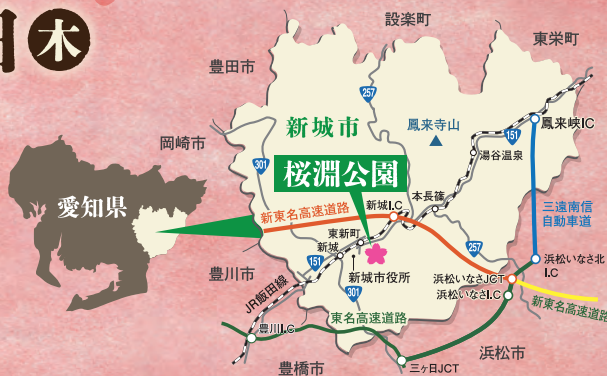 木
設楽町
東栄町
豊田市
257
新城市
鳳来寺山
151
鳳来峡IC
岡崎市
301
湯谷温泉
桜淵公園
愛知県
本長篠
新城I.C
新東名高速道路
三遠南信
自動車道
東新町
新城
151
257
浜松いなさ北
I.C
豊川市
新城市役所
浜松いなさJCT
JR飯田線
301
浜松いなさI.C
新東名高速道路
東名高速道路
豊川I.C
浜松市
豊橋市
三ヶ日JCT